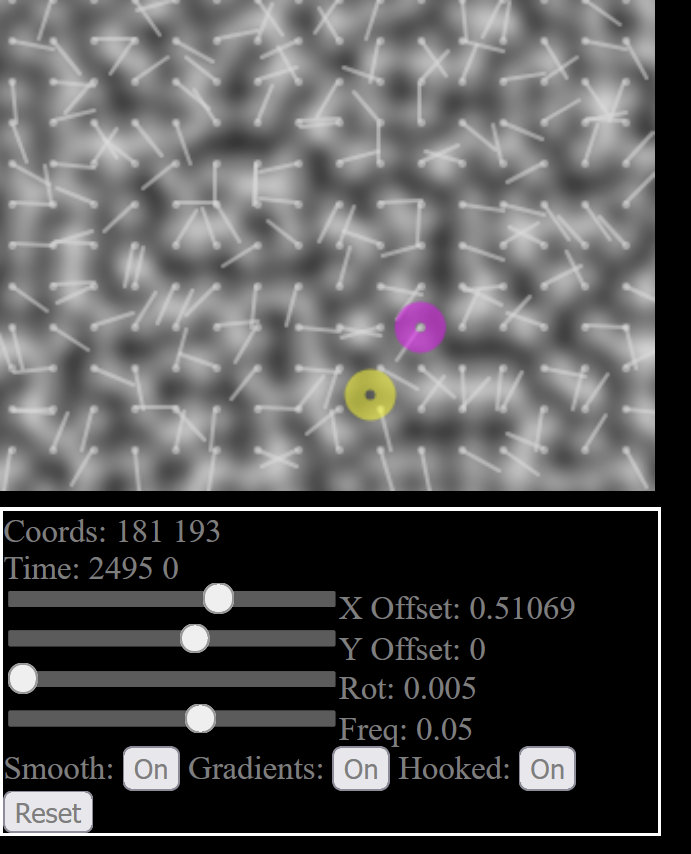 Coords: 181 193
Time: 2495 0
X Offset: 0.51069
Y Offset: 0
Rot: 0.005
Freq: 0.05
Smooth: On Gradients: On Hooked: On
Reset